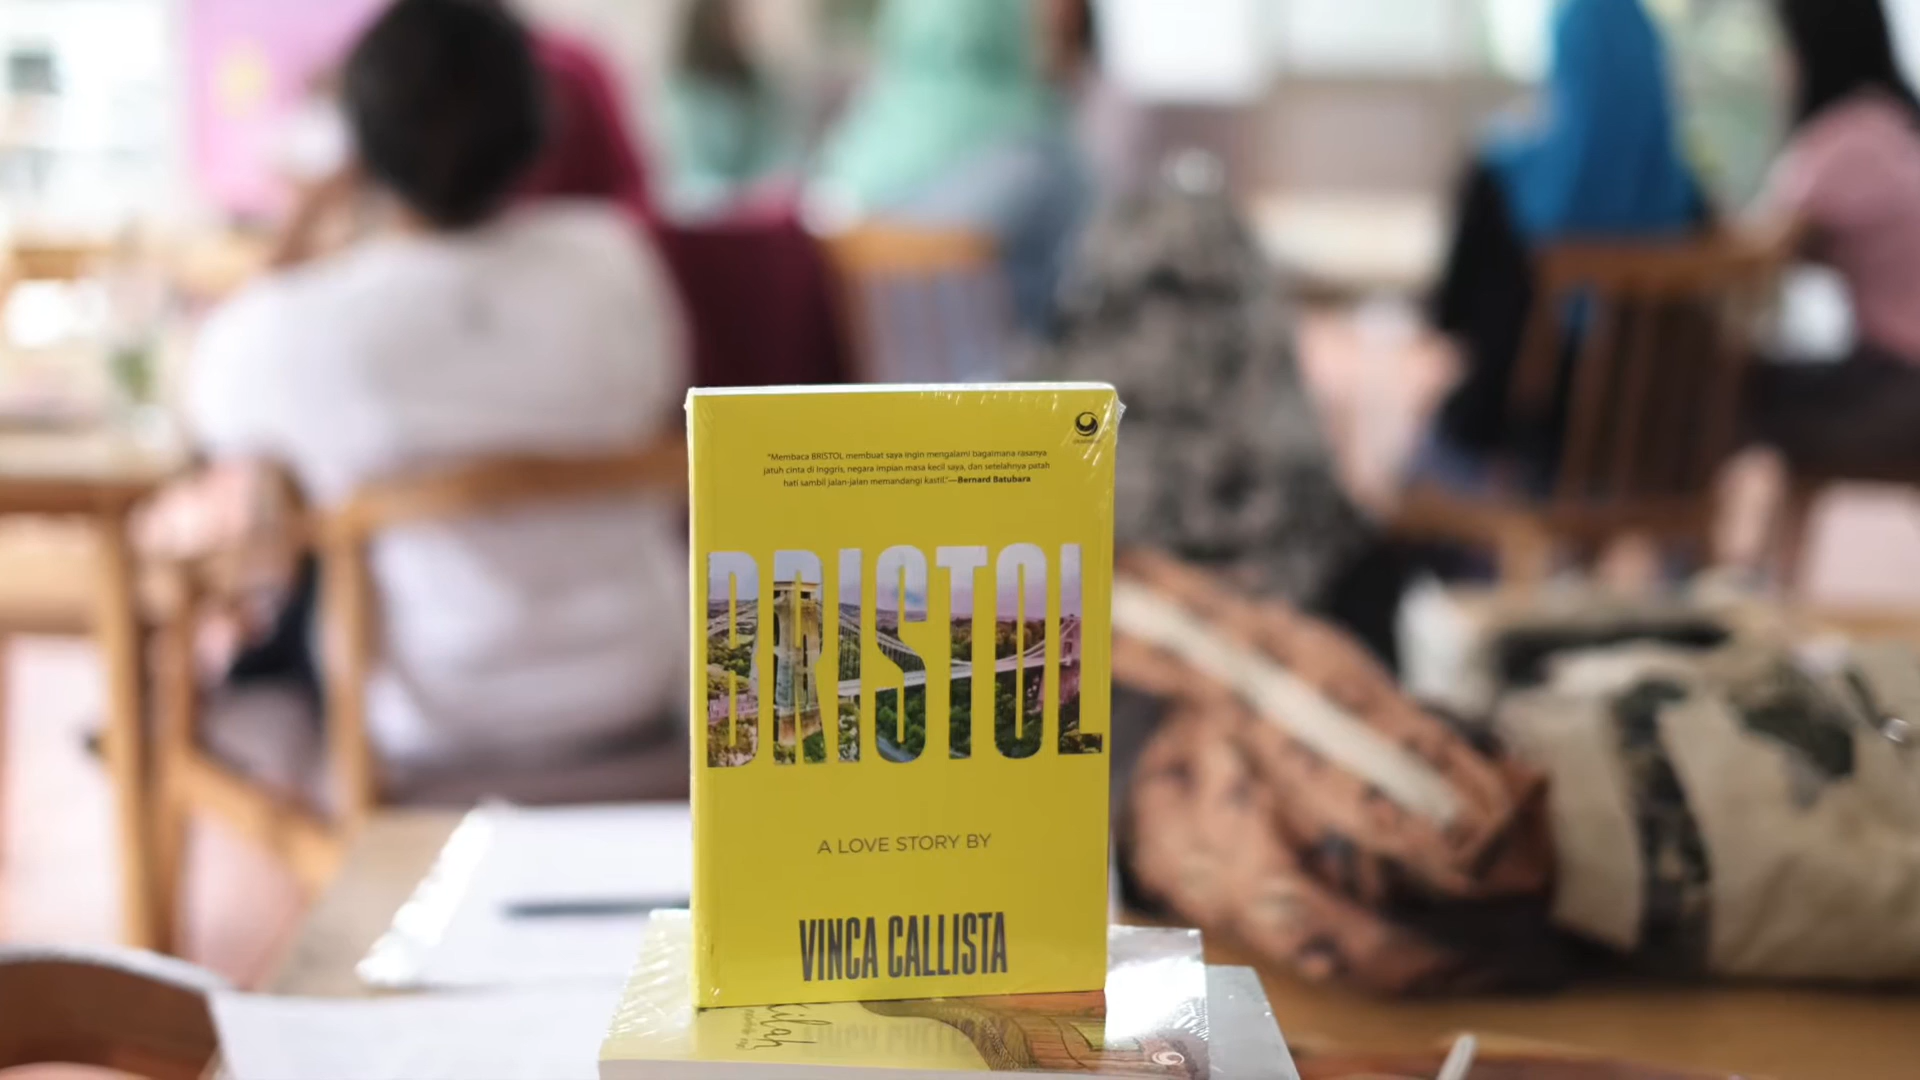 "Membaca BRISTOL membuat saya ingin mengalami bagaimana rasanya
jatuh cinta di Inggris, negara impian masa kecil saya, dan setelahnya patah
hati sambil jalan-jalan memandangi kastil."—Bernard Batubara
BRISTOL
A LOVE STORY BY
VINCA CALLISTA